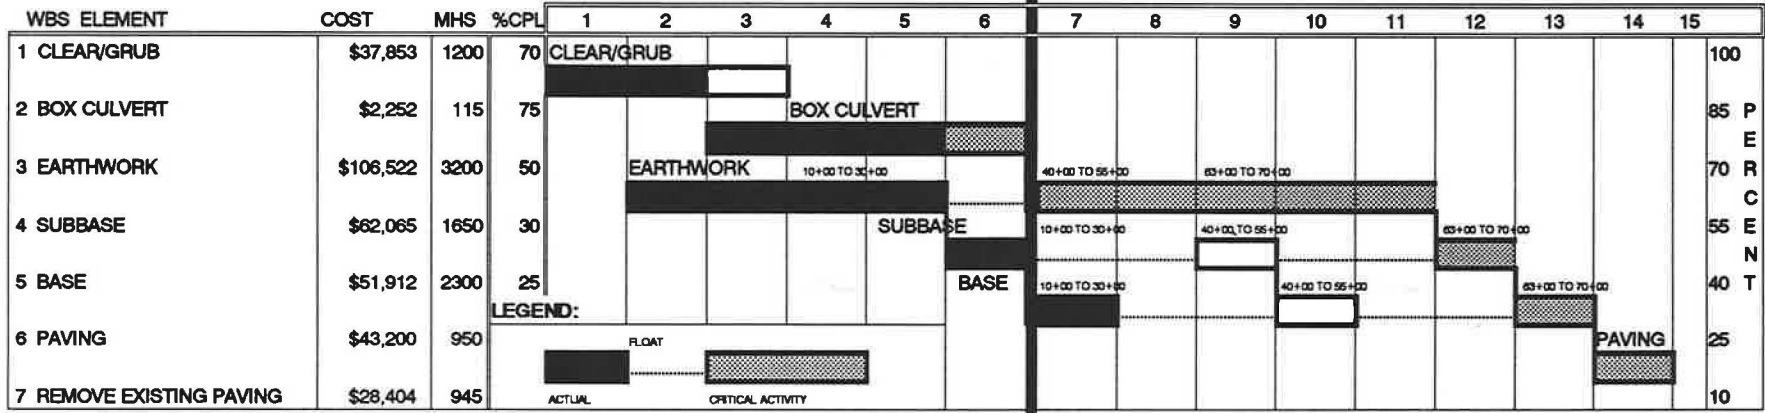 WBS ELEMENT COST MHS %CPL 1 2 3 4 5 6 7 8 9 10 11 12 13 14 15
1 CLEAR/GRUB $37,853 1200 70 CLEAR/GRUB 100
2 BOX CULVERT $2,252 115 75 BOX CULVERT 85 P
E
3 EARTHWORK $106,522 3200 50 EARTHWORK 10+00 TO 30+00 40+00 TO 55+00 63+00 TO 70+00 70 R
C
4 SUBBASE $62,065 1650 30 SUBBASE 10+00 TO 30+00 40+00 TO 55+00 63+00 TO 70+00 55 E
N
5 BASE $51,912 2300 25 BASE 10+00 TO 30+00 40+00 TO 55+00 63+00 TO 70+00 40 T
LEGEND:
6 PAVING $43,200 950 FLOAT PAVING 25
7 REMOVE EXISTING PAVING $28,404 945 ACTUAL CRITICAL ACTIVITY 10